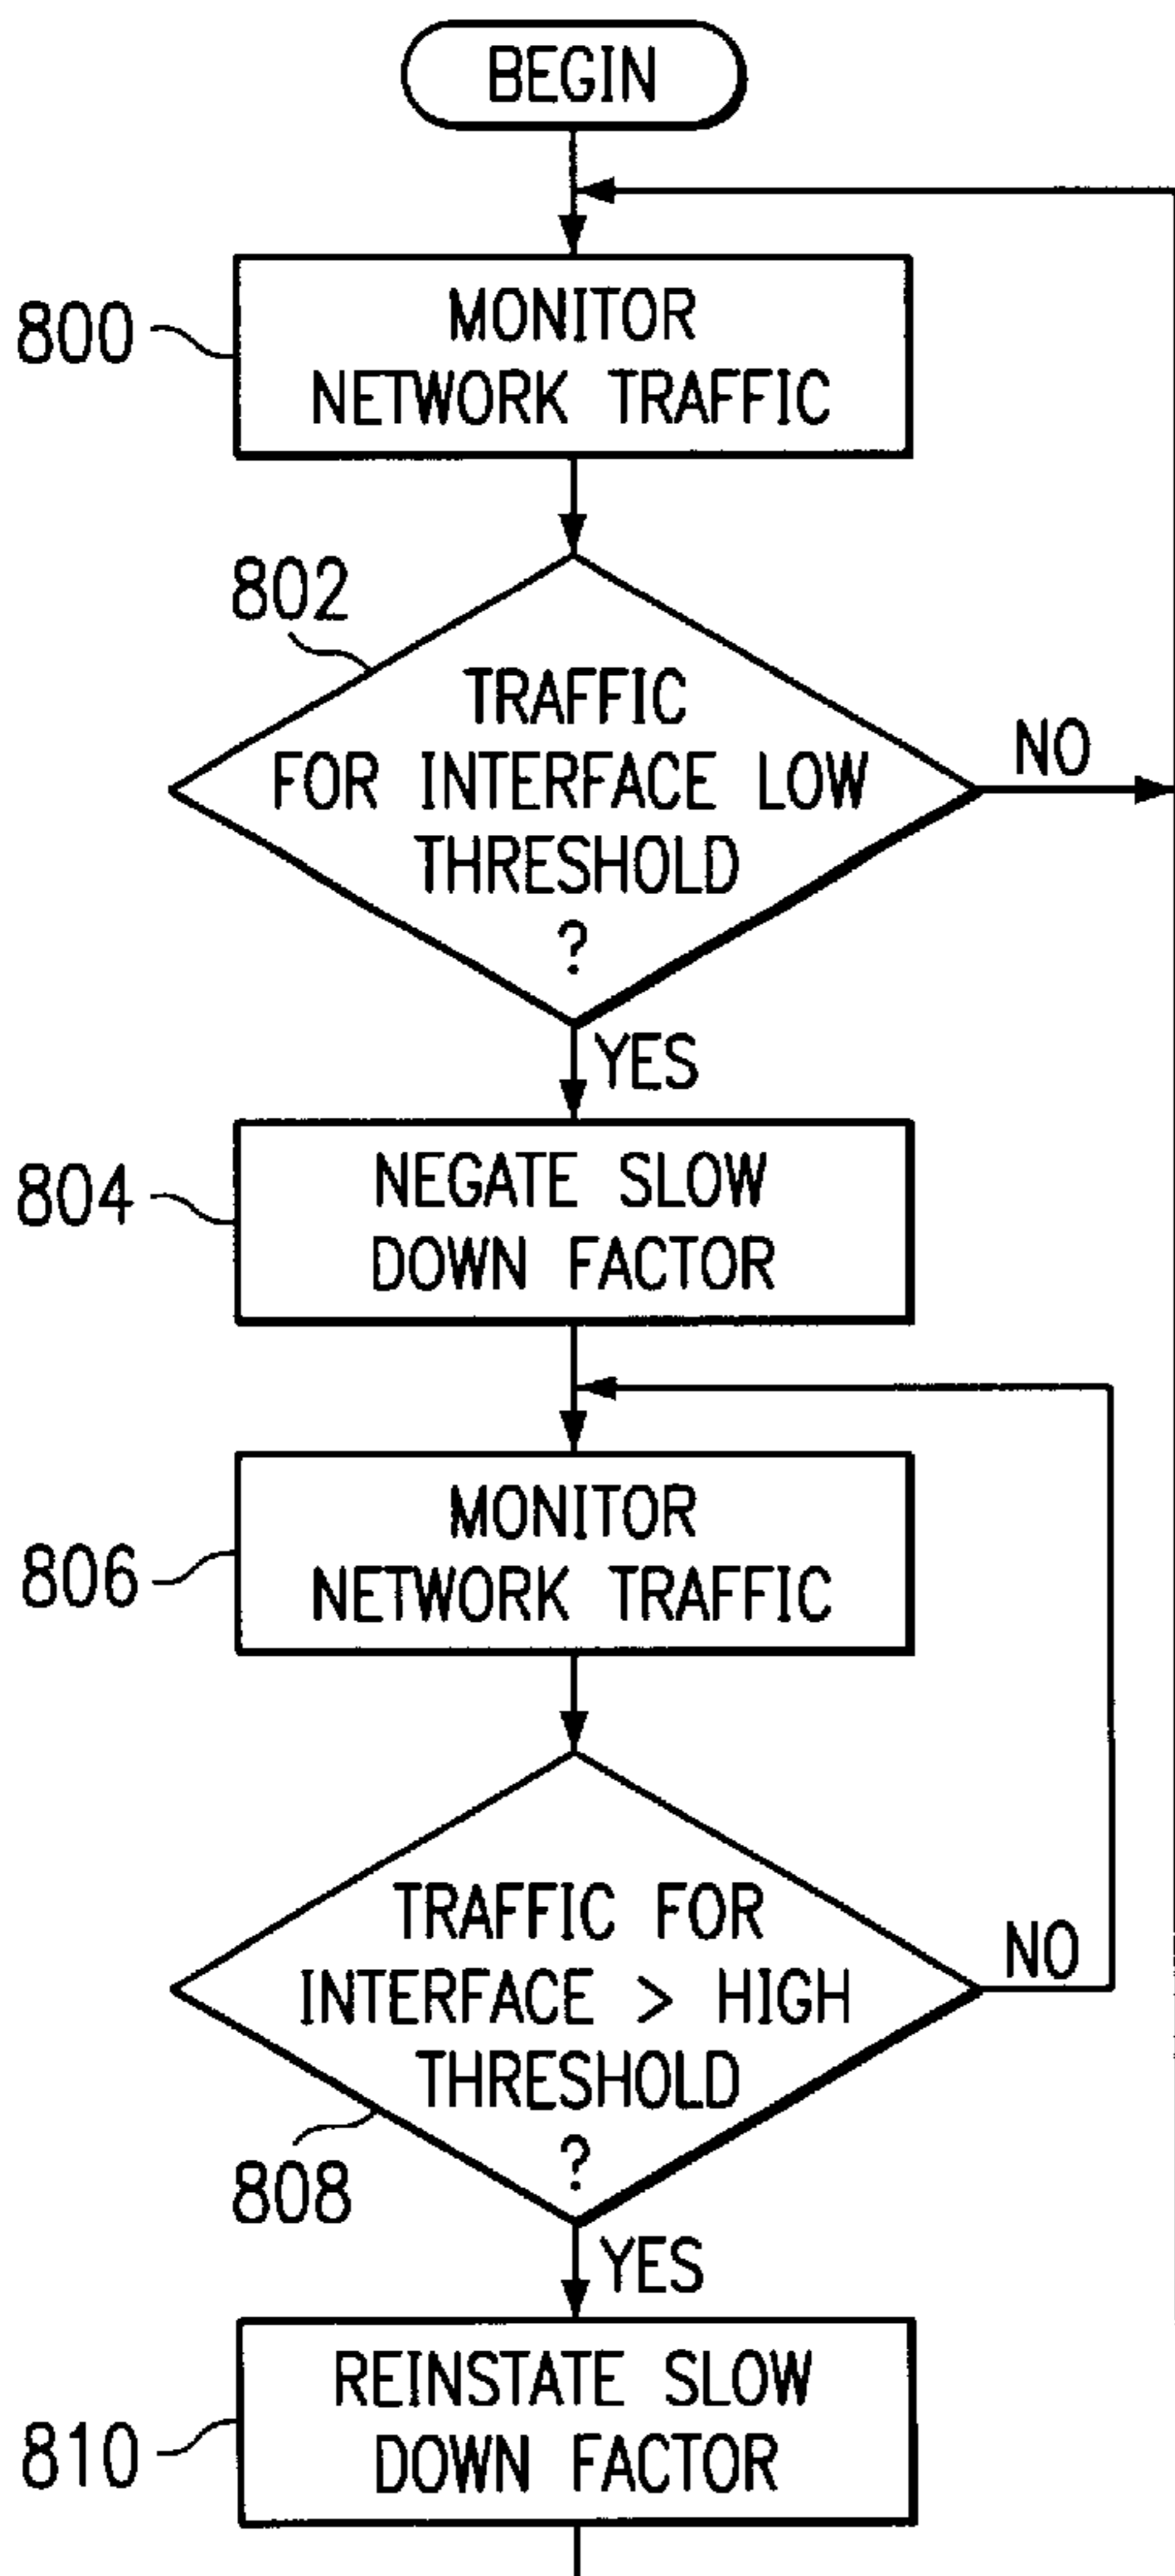 BEGIN
800
MONITOR
NETWORK TRAFFIC
802
TRAFFIC
FOR INTERFACE LOW
THRESHOLD
?
NO
YES
804
NEGATE SLOW
DOWN FACTOR
806
MONITOR
NETWORK TRAFFIC
TRAFFIC FOR
INTERFACE > HIGH
THRESHOLD
?
NO
808
YES
810
REINSTATE SLOW
DOWN FACTOR